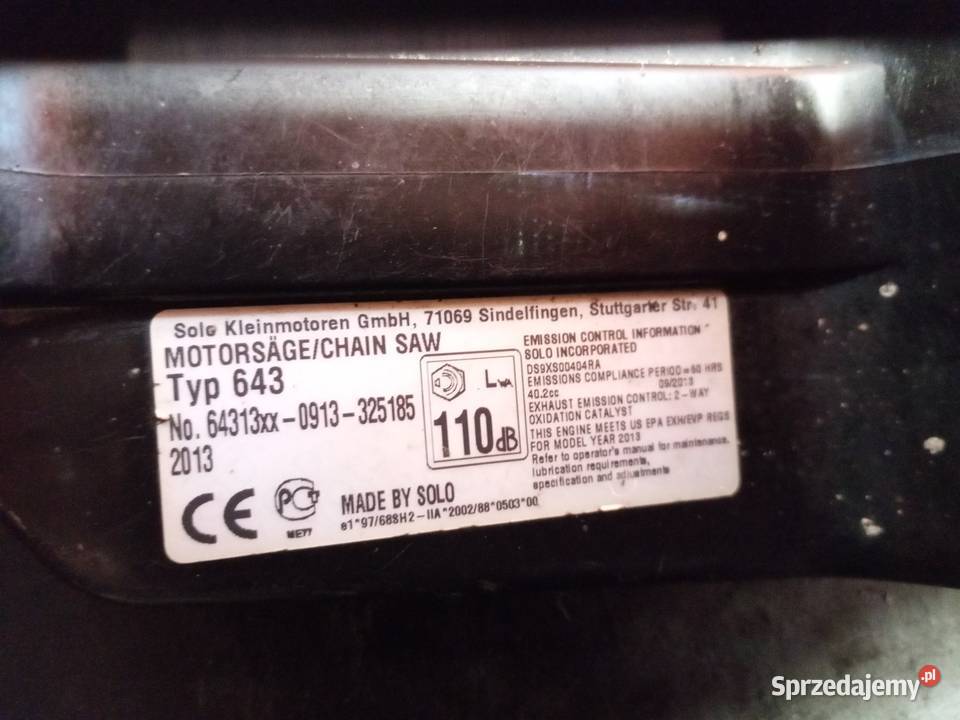 Solo Kleinmotoren GmbH, 71069 Sindelfingen, Stuttgarter Str. 41
MOTORSÄGE/CHAIN SAW
Typ 643
No. 64313xx-0913-325185
2013
LWA
110dB
EMISSION CONTROL INFORMATION
SOLO INCORPORATED
DS9XS00404RA
EMISSIONS COMPLIANCE PERIOD=50 HRS
40.2cc 09/2013
EXHAUST EMISSION CONTROL: 2-WAY
OXIDATION CATALYST
THIS ENGINE MEETS US EPA EXH/EVP REGS
FOR MODEL YEAR 2013
Refer to operator's manual for maintenance,
lubrication requirements,
specification and adjustments
CE
ME77
MADE BY SOLO
e1*97/68SH2-IIA*2002/88*0503*00
Sprzedajemy.pl